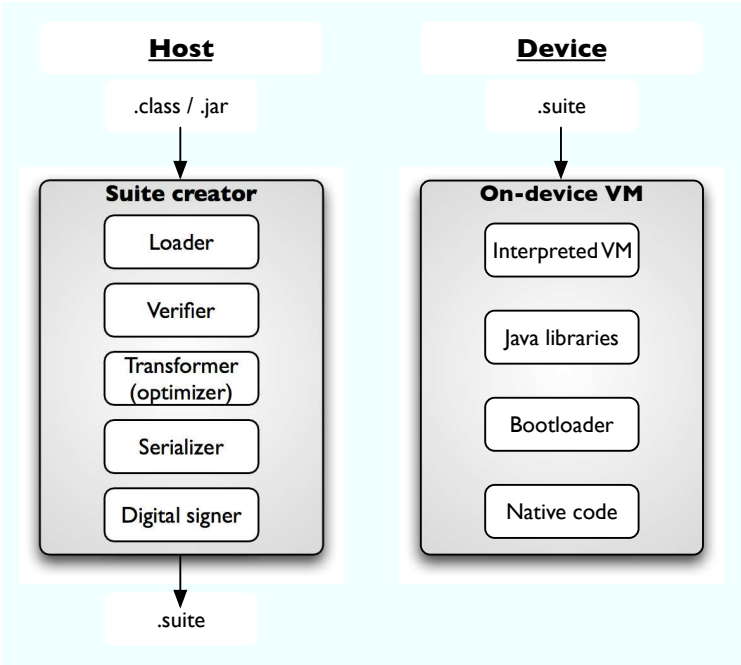 Host
.class / .jar
Suite creator
Loader
Verifier
Transformer
(optimizer)
Serializer
Digital signer
.suite
Device
.suite
On-device VM
Interpreted VM
Java libraries
Bootloader
Native code